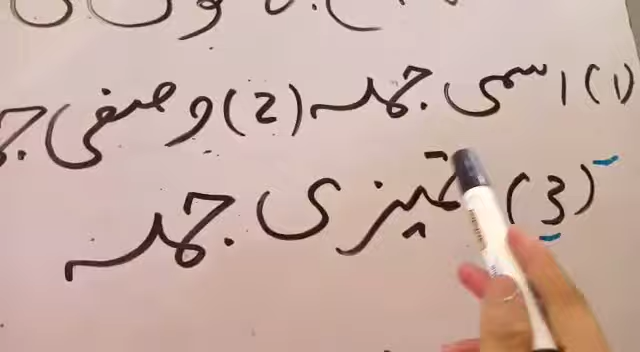 (1) اسمی جملہ (2) وصفی
(3) تمیزی جملہ